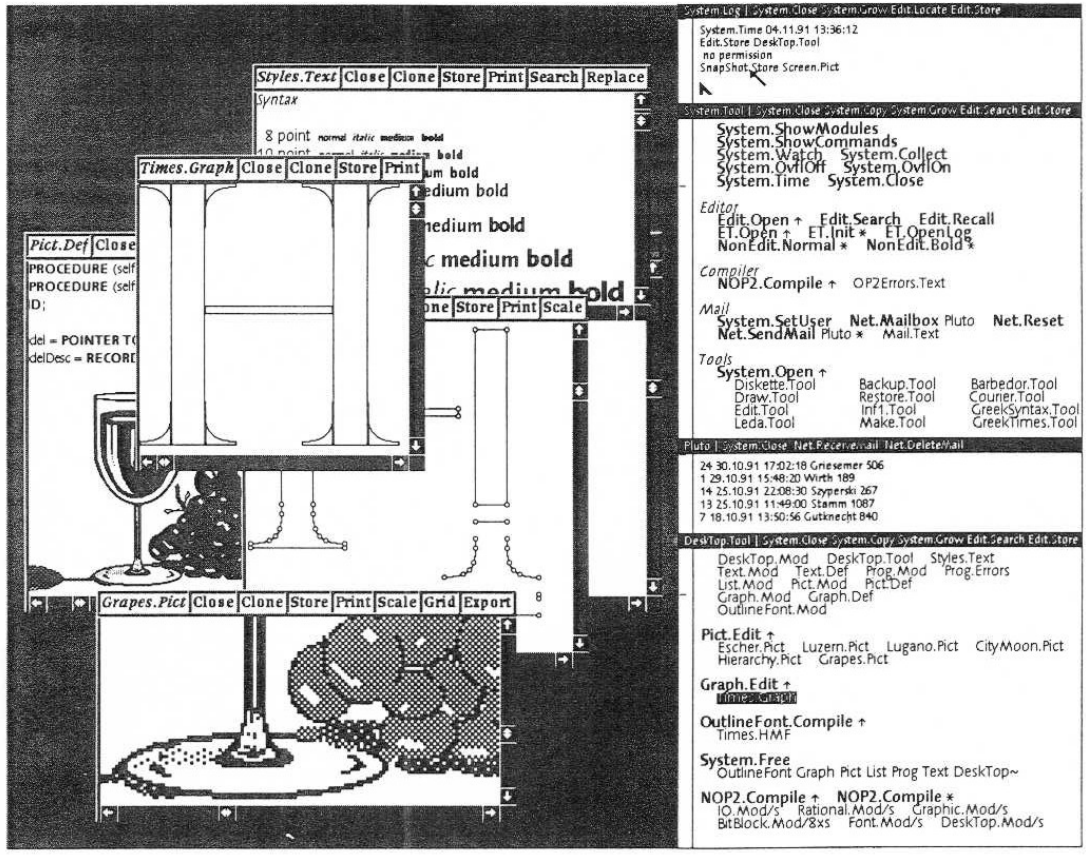 Styles.Text Close Clone Store Print Search Replace
Syntax
8 point normal italic medium bold
10 point normal italic medium bold
um bold
edium bold
nedium bold
c medium bold
lic medium bold
Times.Graph Close Clone Store Print
Pict.Def Close
PROCEDURE (self
PROCEDURE (self
ID;
del = POINTER TO
delDesc = RECORD
one Store Print Scale
Grapes.Pict Close Clone Store Print Scale Grid Export
System.Log | System.Close System.Grow Edit.Locate Edit.Store
System.Time 04.11.91 13:36:12
Edit.Store DeskTop.Tool
no permission
SnapShot.Store Screen.Pict
System.Tool | System.Close System.Copy System.Grow Edit.Search Edit.Store
System.ShowModules
System.ShowCommands
System.Watch System.Collect
System.OvflOff System.OvflOn
System.Time System.Close
Editor
Edit.Open ↑ Edit.Search Edit.Recall
ET.Open ↑ ET.Init * ET.OpenLog
NonEdit.Normal * NonEdit.Bold *
Compiler
NOP2.Compile ↑ OP2Errors.Text
Mail
System.SetUser Net.Mailbox Pluto Net.Reset
Net.SendMail Pluto * Mail.Text
Tools
System.Open ↑
Diskette.Tool Backup.Tool Barbedor.Tool
Draw.Tool Restore.Tool Courier.Tool
Edit.Tool Inf1.Tool GreekSyntax.Tool
Leda.Tool Make.Tool GreekTimes.Tool
Pluto | System.Close Net.ReceiveMail Net.DeleteMail
24 30.10.91 17:02:18 Griesemer 506
1 29.10.91 15:48:20 Wirth 189
14 25.10.91 22:08:30 Szyperski 267
13 25.10.91 11:49:00 Stamm 1087
7 18.10.91 13:50:56 Gutknecht 840
DeskTop.Tool | System.Close System.Copy System.Grow Edit.Search Edit.Store
DeskTop.Mod DeskTop.Tool Styles.Text
Text.Mod Text.Def Prog.Mod Prog.Errors
List.Mod Pict.Mod Pict.Def
Graph.Mod Graph.Def
OutlineFont.Mod
Pict.Edit ↑
Escher.Pict Luzern.Pict Lugano.Pict CityMoon.Pict
Hierarchy.Pict Grapes.Pict
Graph.Edit ↑
Times.Graph
OutlineFont.Compile ↑
Times.HMF
System.Free
OutlineFont Graph Pict List Prog Text DeskTop~
NOP2.Compile ↑ NOP2.Compile *
IO.Mod/s Rational.Mod/s Graphic.Mod/s
BitBlock.Mod/8xs Font.Mod/s DeskTop.Mod/s